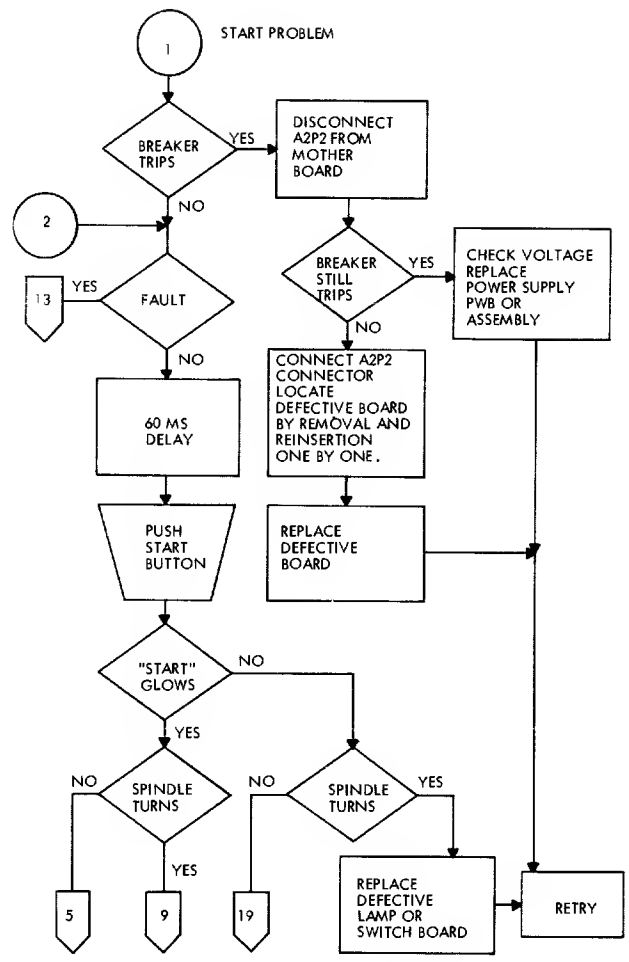 1
START PROBLEM
BREAKER
TRIPS
YES
NO
DISCONNECT
A2P2 FROM
MOTHER
BOARD
2
BREAKER
STILL
TRIPS
YES
NO
CHECK VOLTAGE
REPLACE
POWER SUPPLY
PWB OR
ASSEMBLY
FAULT
YES
13
NO
60 MS
DELAY
CONNECT A2P2
CONNECTOR
LOCATE
DEFECTIVE BOARD
BY REMOVAL AND
REINSERTION
ONE BY ONE.
PUSH
START
BUTTON
REPLACE
DEFECTIVE
BOARD
"START"
GLOWS
NO
YES
SPINDLE
TURNS
NO
YES
5
9
SPINDLE
TURNS
NO
YES
19
REPLACE
DEFECTIVE
LAMP OR
SWITCH BOARD
RETRY